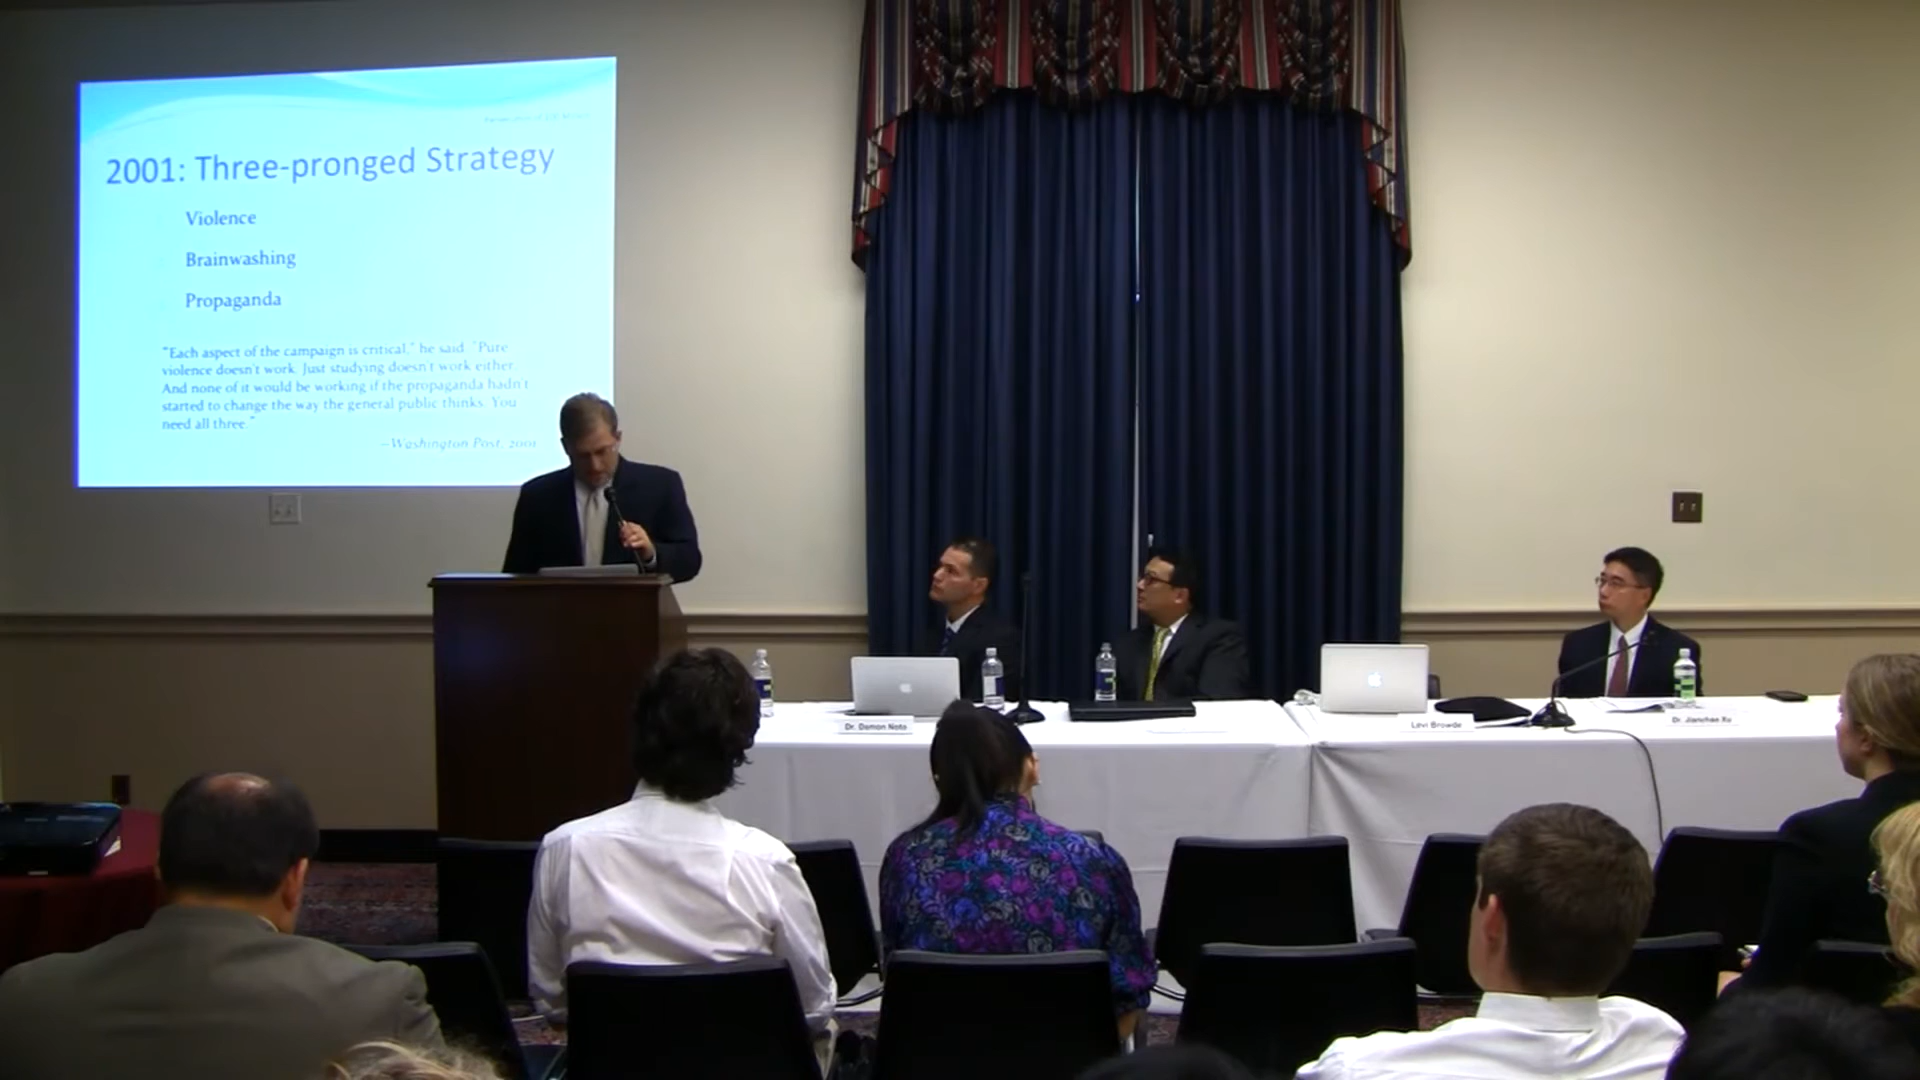 2001: Three-pronged Strategy
Violence
Brainwashing
Propaganda
"Each aspect of the campaign is critical," he said. "Pure
violence doesn't work. Just studying doesn't work either.
And none of it would be working if the propaganda hadn't
started to change the way the general public thinks. You
need all three."
–Washington Post, 2001
Dr. Damon Noto
Levi Browde
Dr. Jianchao Xu